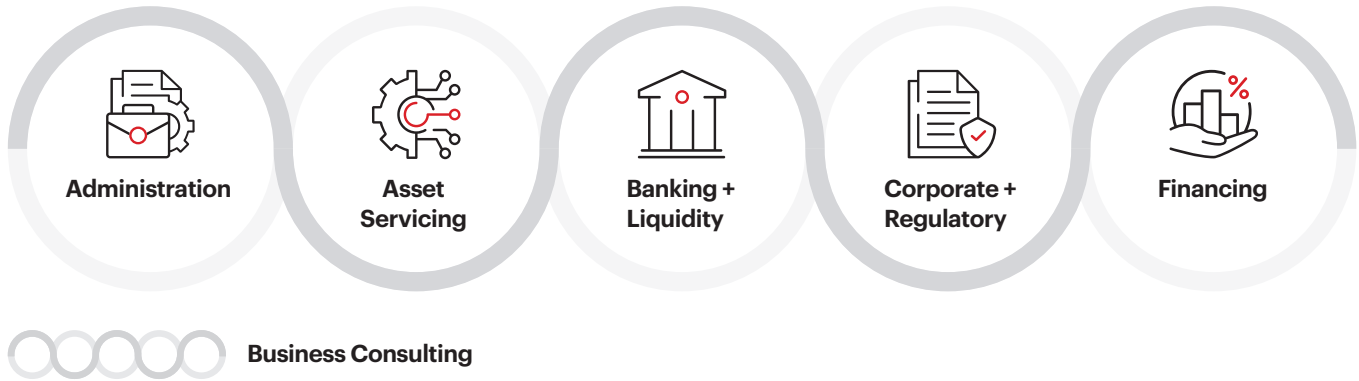 Administration
Asset
Servicing
Banking +
Liquidity
Corporate +
Regulatory
%
Financing
Business Consulting